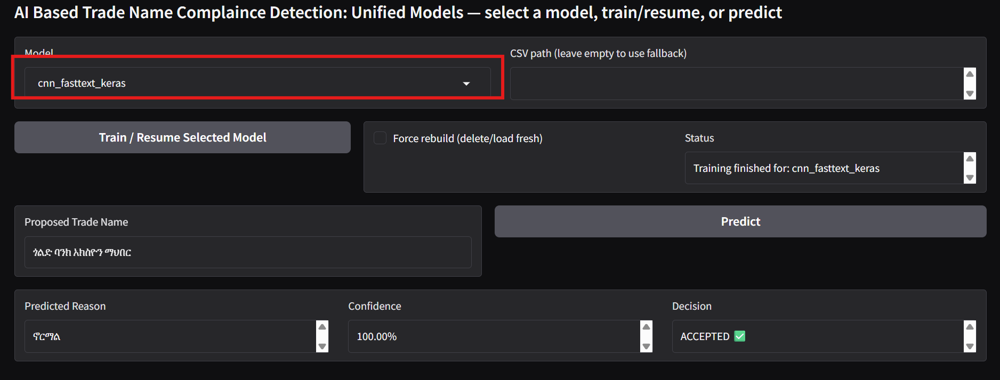 AI Based Trade Name Complaince Detection: Unified Models — select a model, train/resume, or predict
Model
cnn_fasttext_keras
CSV path (leave empty to use fallback)
Train / Resume Selected Model
Force rebuild (delete/load fresh)
Status
Training finished for: cnn_fasttext_keras
Proposed Trade Name
ጎልድ ባንክ አክስዮን ማህበር
Predict
Predicted Reason
ኖርማል
Confidence
100.00%
Decision
ACCEPTED ✅